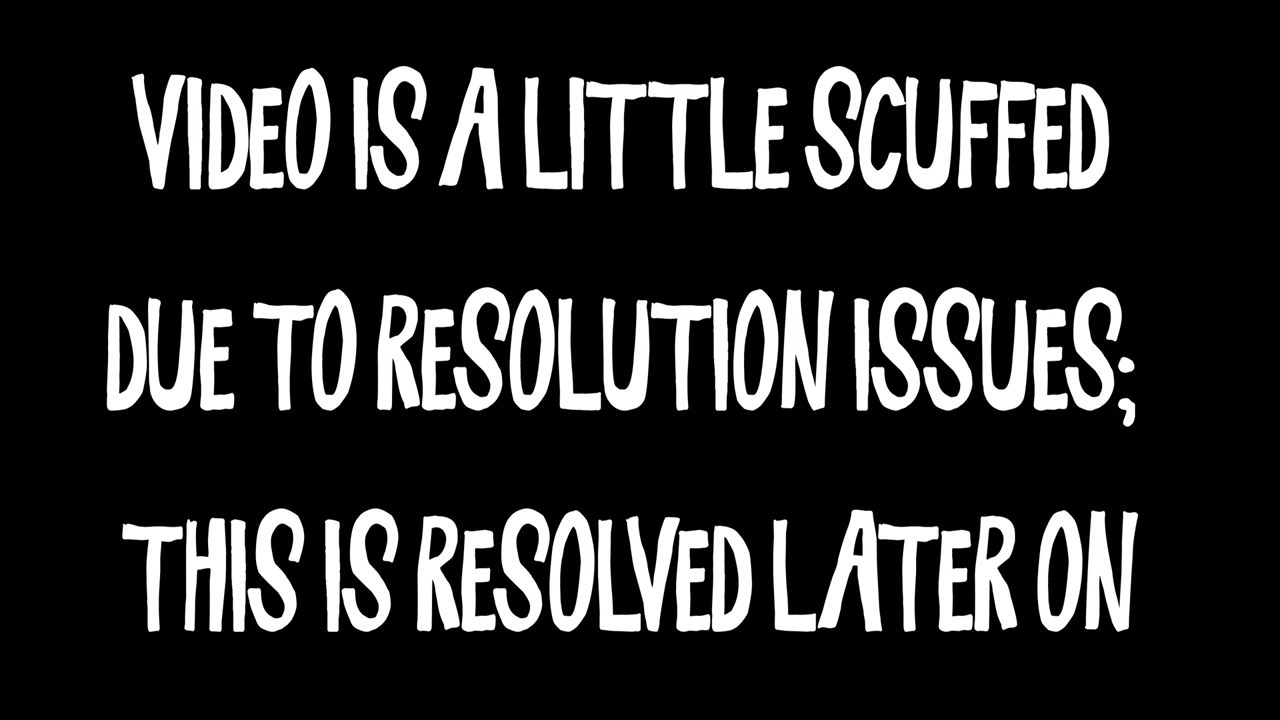 VIDEO IS A LITTLE SCUFFED
DUE TO RESOLUTION ISSUES;
THIS IS RESOLVED LATER ON